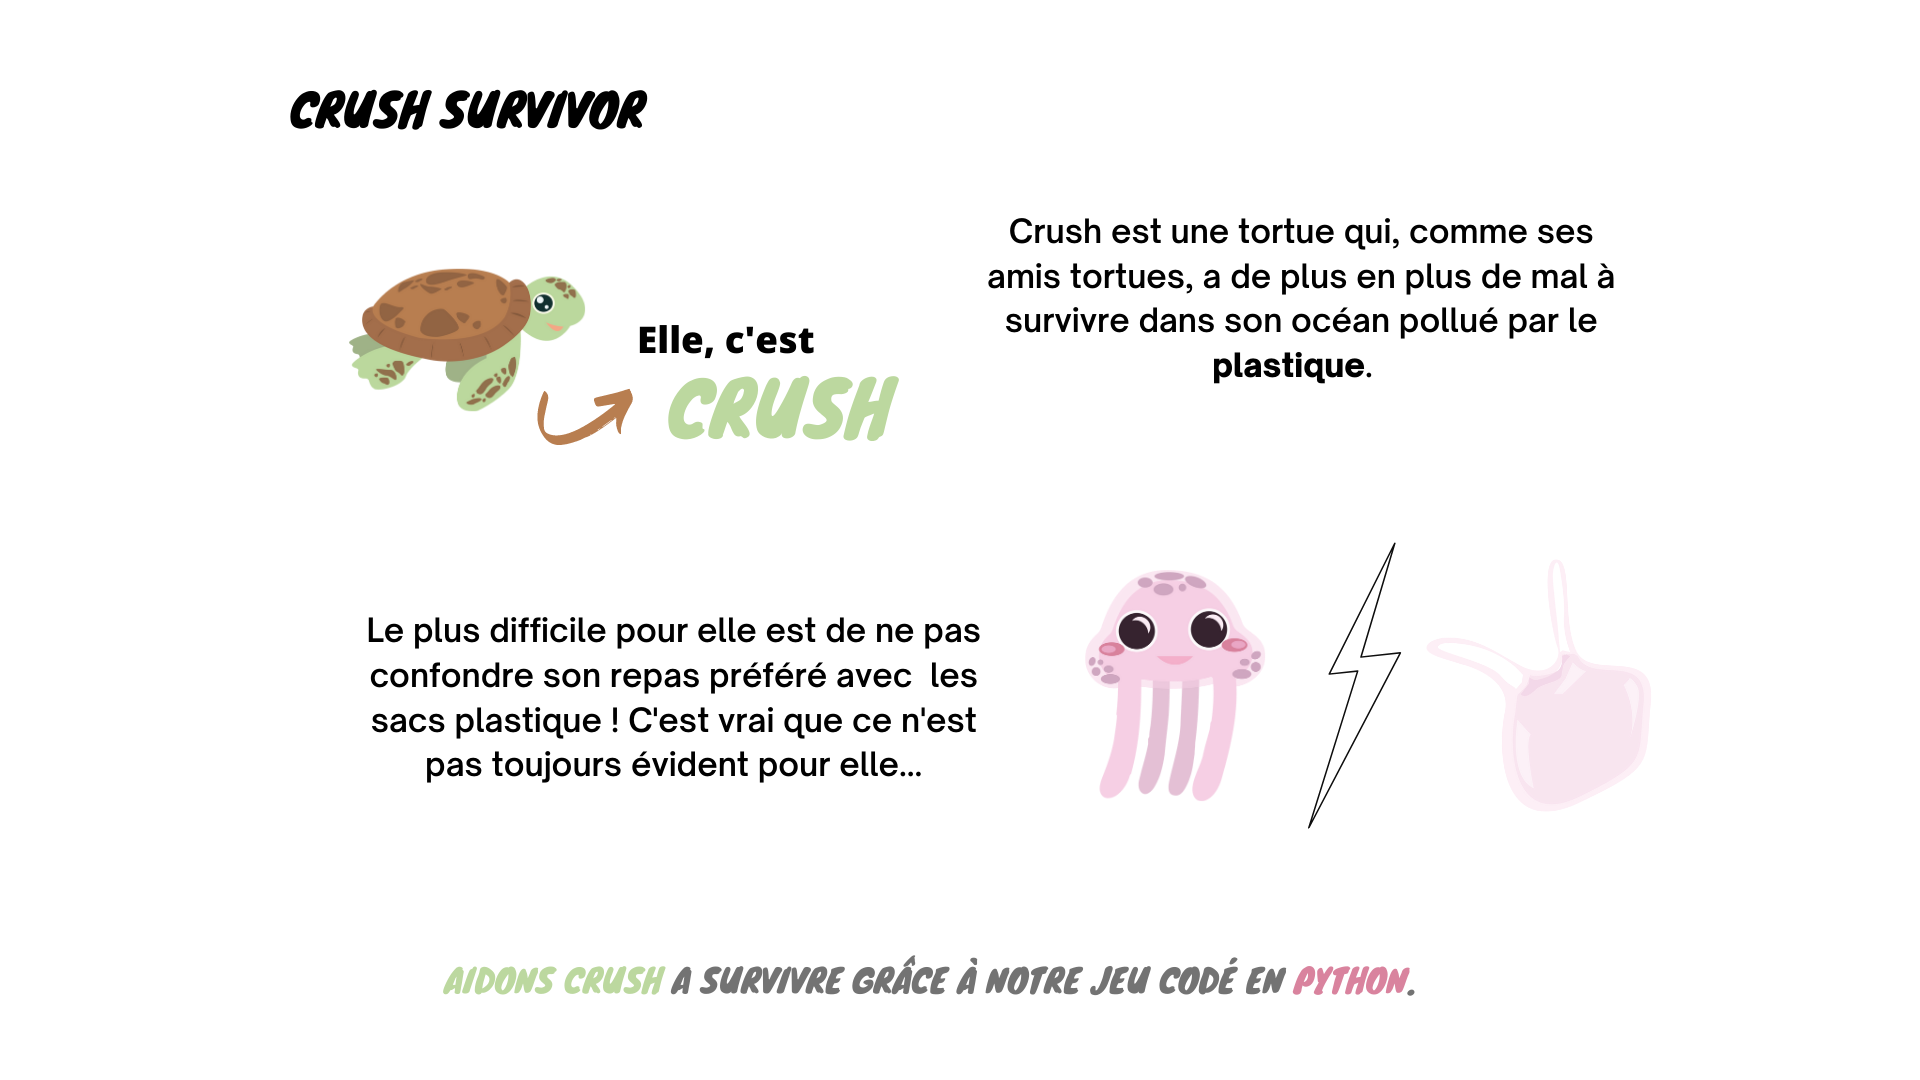 CRUSH SURVIVOR
Elle, c'est
CRUSH
Crush est une tortue qui, comme ses
amis tortues, a de plus en plus de mal à
survivre dans son océan pollué par le
plastique.
Le plus difficile pour elle est de ne pas
confondre son repas préféré avec  les
sacs plastique ! C'est vrai que ce n'est
pas toujours évident pour elle...
AIDONS CRUSH A SURVIVRE GRÂCE À NOTRE JEU CODÉ EN PYTHON.